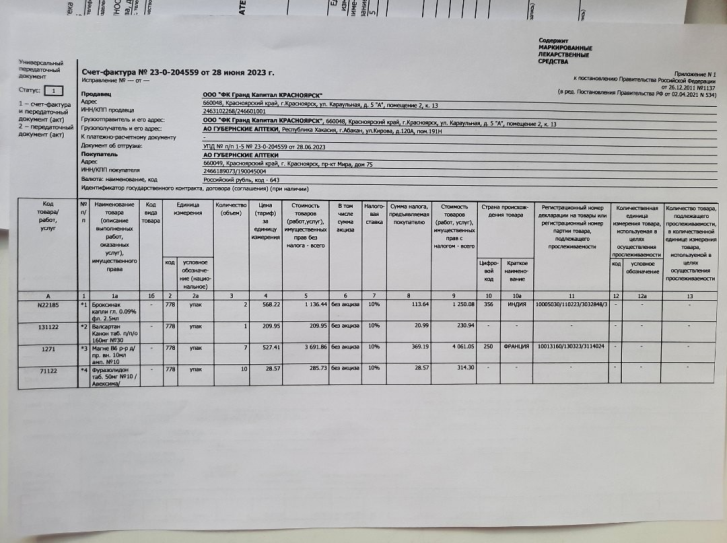 Содержит
МАРКИРОВАННЫЕ
ЛЕКАРСТВЕННЫЕ
СРЕДСТВА
Универсальный
передаточный
документ
Статус: 1
1 – счет-фактура
и передаточный
документ (акт)
2 – передаточный
документ (акт)
Счет-фактура № 23-0-204559 от 28 июня 2023 г.
Исправление № — от —
Приложение N 1
к постановлению Правительства Российской Федерации
от 26.12.2011 №1137
(в ред. Постановления Правительства РФ от 02.04.2021 N 534)
Продавец ООО "ФК Гранд Капитал КРАСНОЯРСК"
Адрес 660048, Красноярский край, г.Красноярск, ул. Караульная, д. 5 "А", помещение 2, к. 13
ИНН/КПП продавца 2463102268/246601001
Грузоотправитель и его адрес: ООО "ФК Гранд Капитал КРАСНОЯРСК", 660048, Красноярский край, г.Красноярск, ул. Караульная, д. 5 "А", помещение 2, к. 13
Грузополучатель и его адрес: АО ГУБЕРНСКИЕ АПТЕКИ, Республика Хакасия, г.Абакан, ул.Кирова, д.120А, пом.191Н
К платежно-расчетному документу -
Документ об отгрузке: УПД № п/п 1-5 № 23-0-204559 от 28.06.2023
Покупатель АО ГУБЕРНСКИЕ АПТЕКИ
Адрес 660049, Красноярский край, г. Красноярск, пр-кт Мира, дом 75
ИНН/КПП покупателя 2466189073/190045004
Валюта: наименование, код Российский рубль, код - 643
Идентификатор государственного контракта, договора (соглашения) (при наличии)
Код товара/ работ, услуг
№ п/п
Наименование товара (описание выполненных работ, оказанных услуг), имущественного права
Код вида товара
Единица измерения
код
условное обозначение (национальное)
Количество (объем)
Цена (тариф) за единицу измерения
Стоимость товаров (работ,услуг), имущественных прав без налога - всего
В том числе сумма акциза
Налоговая ставка
Сумма налога, предъявляемая покупателю
Стоимость товаров (работ, услуг), имущественных прав с налогом - всего
Страна происхождения товара
Цифровой код
Краткое наименование
Регистрационный номер декларации на товары или регистрационный номер партии товара, подлежащего прослеживаемости
Количественная единица измерения товара, используемая в целях осуществления прослеживаемости
код
условное обозначение
Количество товара, подлежащего прослеживаемости, в количественной единице измерения товара, используемой в целях осуществления прослеживаемости
А 1 1а 1б 2 2а 3 4 5 6 7 8 9 10 10а 11 12 12а 13
N22185 *1 Броксинак капли гл. 0.09% фл. 2.5мл - 778 упак 2 568.22 1 136.44 без акциза 10% 113.64 1 250.08 356 ИНДИЯ 10005030/110223/3032848/3 - - -
131122 *2 Валсартан Канон таб. п/п/о 160мг №30 - 778 упак 1 209.95 209.95 без акциза 10% 20.99 230.94 - - - - - -
1271 *3 Магне В6 р-р д/пр. вн. 10мл амп. №10 - 778 упак 7 527.41 3 691.86 без акциза 10% 369.19 4 061.05 250 ФРАНЦИЯ 10013160/130323/3114024 - - -
71122 *4 Фуразолидон таб. 50мг №10 /Авексима/ - 778 упак 10 28.57 285.73 без акциза 10% 28.57 314.30 - - - - - -